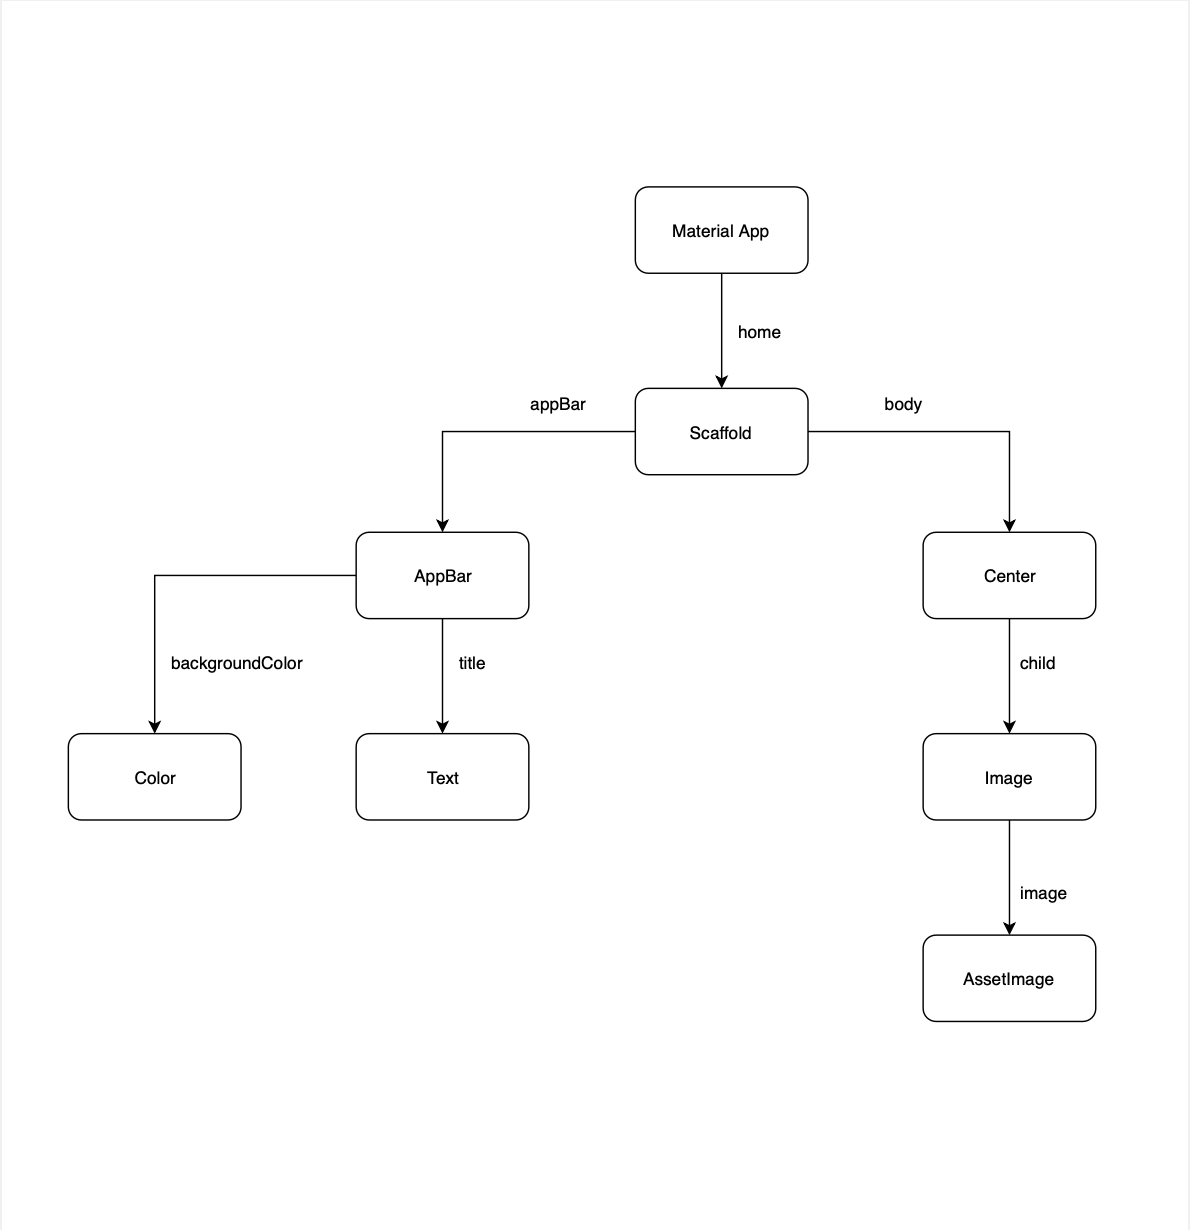 Material App
home
appBar
body
Scaffold
AppBar
Center
backgroundColor
title
child
Color
Text
Image
image
AssetImage